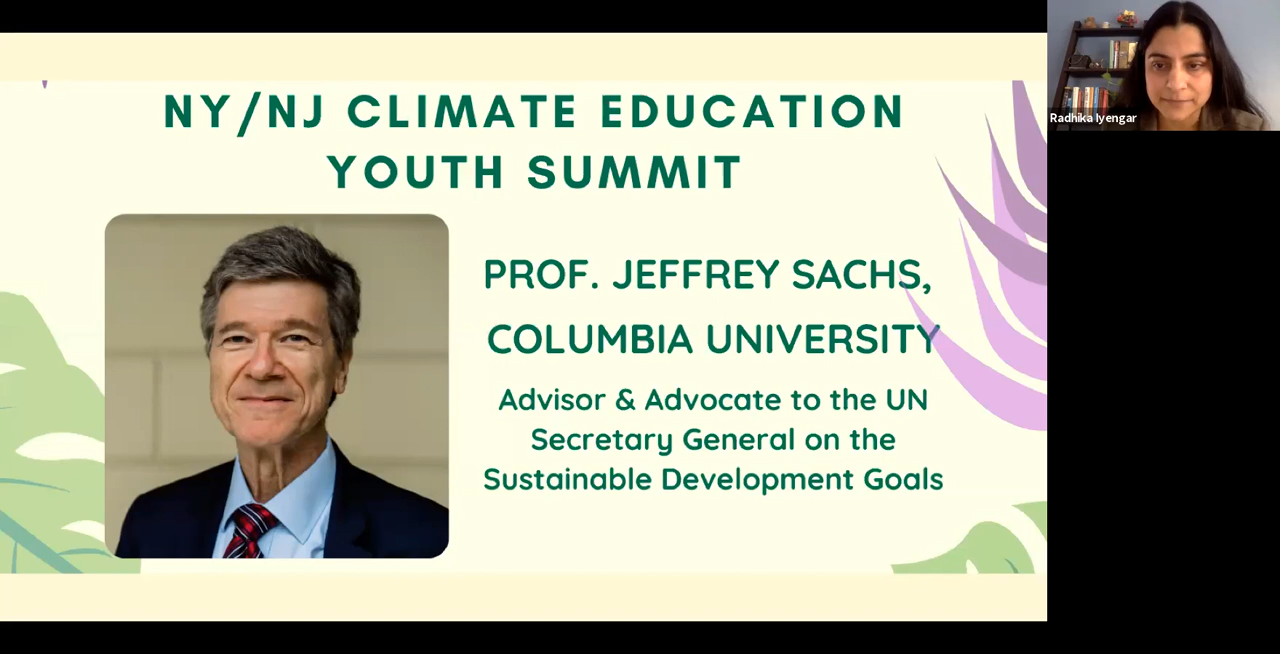 NY/NJ CLIMATE EDUCATION
YOUTH SUMMIT
PROF. JEFFREY SACHS,
COLUMBIA UNIVERSITY
Advisor & Advocate to the UN
Secretary General on the
Sustainable Development Goals
Radhika Iyengar